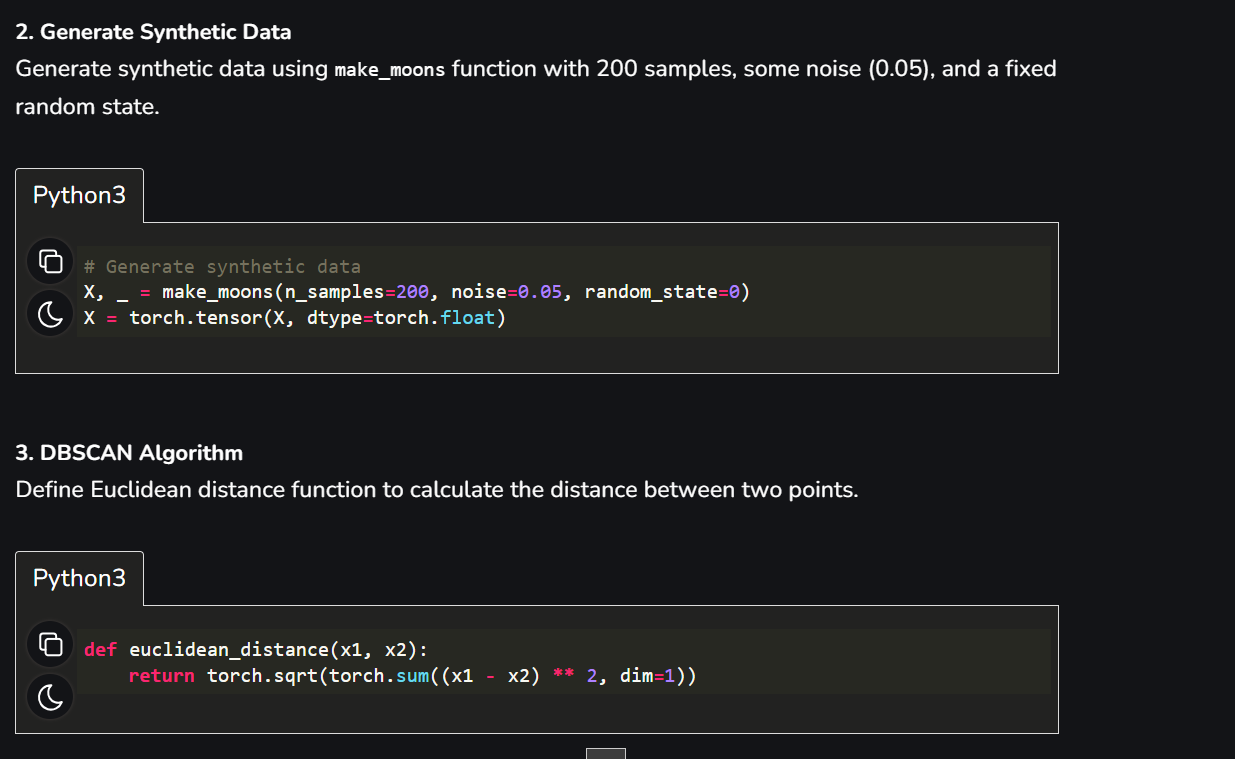 2. Generate Synthetic Data
Generate synthetic data using make_moons function with 200 samples, some noise (0.05), and a fixed
random state.
Python3
# Generate synthetic data
X, _ = make_moons(n_samples=200, noise=0.05, random_state=0)
X = torch.tensor(X, dtype=torch.float)
3. DBSCAN Algorithm
Define Euclidean distance function to calculate the distance between two points.
Python3
def euclidean_distance(x1, x2):
    return torch.sqrt(torch.sum((x1 - x2) ** 2, dim=1))